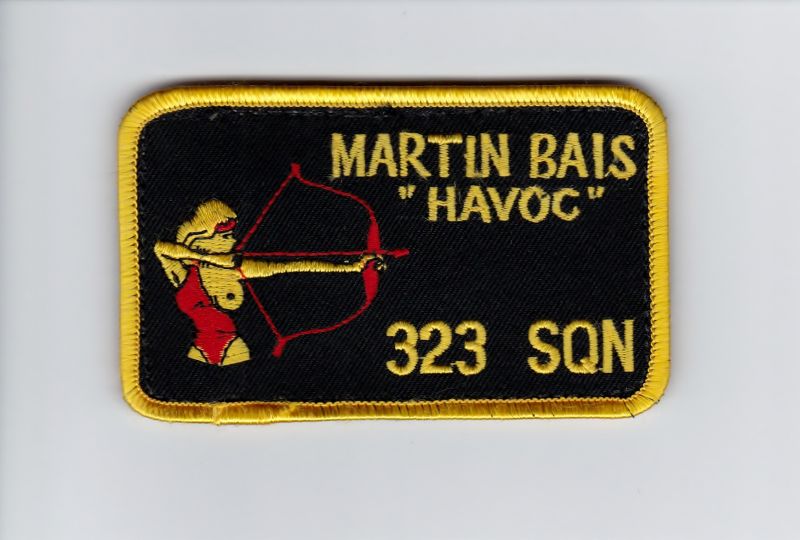 MARTIN BAIS
"HAVOC"
323 SQN